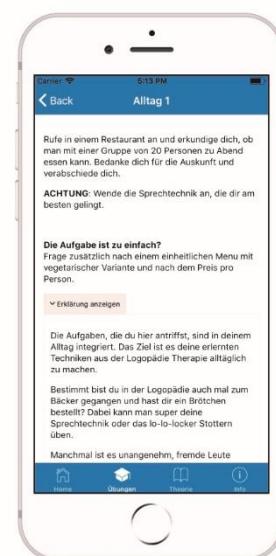 Carrier 5:13 PM
Back Alltag 1
Rufe in einem Restaurant an und erkundige dich, ob
man mit einer Gruppe von 20 Personen zu Abend
essen kann. Bedanke dich für die Auskunft und
verabschiede dich.
ACHTUNG: Wende die Sprechtechnik an, die dir am
besten gelingt.
Die Aufgabe ist zu einfach?
Frage zusätzlich nach einem einheitlichen Menu mit
vegetarischer Variante und nach dem Preis pro
Person.
Erklärung anzeigen
Die Aufgaben, die du hier antriffst, sind in deinem
Alltag integriert. Das Ziel ist es deine erlernten
Techniken aus der Logopädie Therapie alltäglich
zu machen.
Bestimmt bist du in der Logopädie auch mal zum
Bäcker gegangen und hast dir ein Brötchen
bestellt? Dabei kann man super deine
Sprechtechnik oder das lo-lo-locker Stottern
üben.
Manchmal ist es unangenehm, fremde Leute
Home Übungen Theorie Info